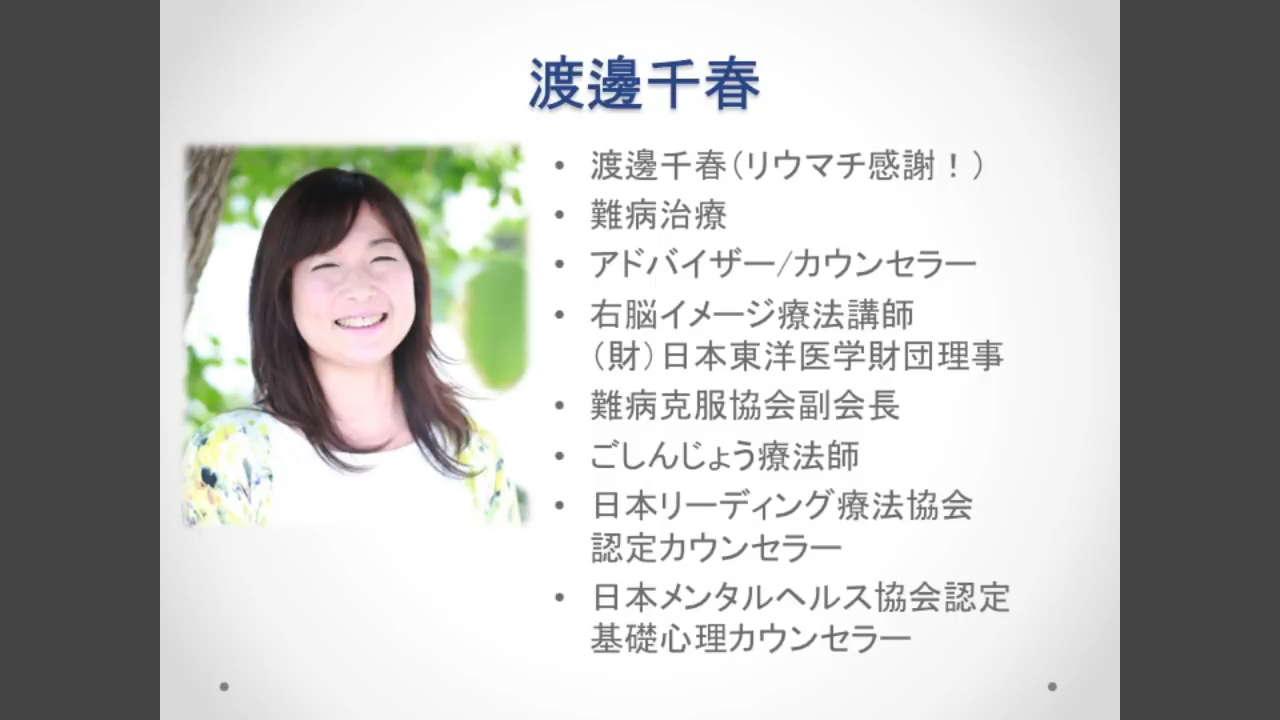 渡邊千春
• 渡邊千春(リウマチ感謝！)
• 難病治療
• アドバイザー/カウンセラー
• 右脳イメージ療法講師
(財)日本東洋医学財団理事
• 難病克服協会副会長
• ごしんじょう療法師
• 日本リーディング療法協会
認定カウンセラー
• 日本メンタルヘルス協会認定
基礎心理カウンセラー